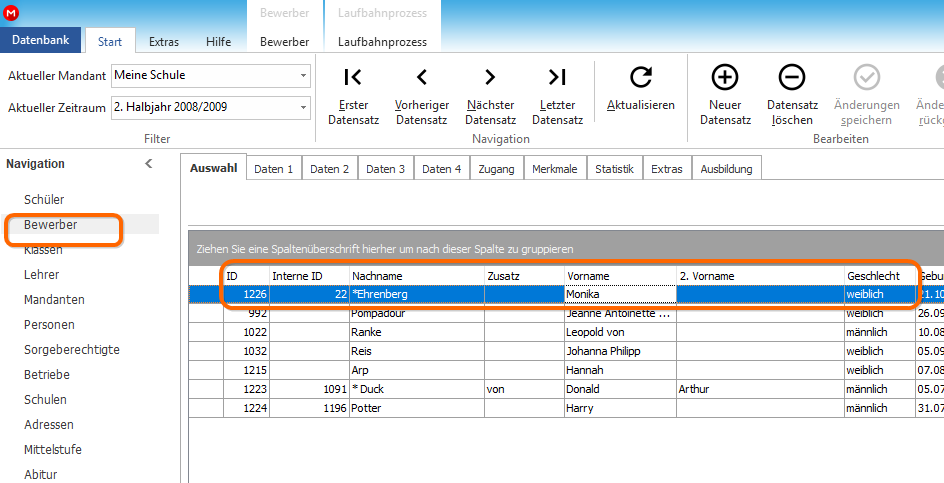 M
Bewerber Laufbahnprozess
Datenbank Start Extras Hilfe Bewerber Laufbahnprozess
Aktueller Mandant Meine Schule
Aktueller Zeitraum 2. Halbjahr 2008/2009
Filter
Erster Datensatz
Vorheriger Datensatz
Nächster Datensatz
Letzter Datensatz
Aktualisieren
Navigation
Neuer Datensatz
Datensatz löschen
Änderungen speichern
Bearbeiten
Navigation
Schüler
Bewerber
Klassen
Lehrer
Mandanten
Personen
Sorgeberechtigte
Betriebe
Schulen
Adressen
Mittelstufe
Abitur
Auswahl Daten 1 Daten 2 Daten 3 Daten 4 Zugang Merkmale Statistik Extras Ausbildung
Ziehen Sie eine Spaltenüberschrift hierher um nach dieser Spalte zu gruppieren
ID Interne ID Nachname Zusatz Vorname 2. Vorname Geschlecht
1226 22 *Ehrenberg Monika weiblich 21.10
992 Pompadour Jeanne Antoinette ... weiblich 26.09
1022 Ranke Leopold von männlich 10.08
1032 Reis Johanna Philipp weiblich 05.09
1215 Arp Hannah weiblich 07.08
1223 1091 * Duck von Donald Arthur männlich 05.07
1224 1196 Potter Harry männlich 31.07